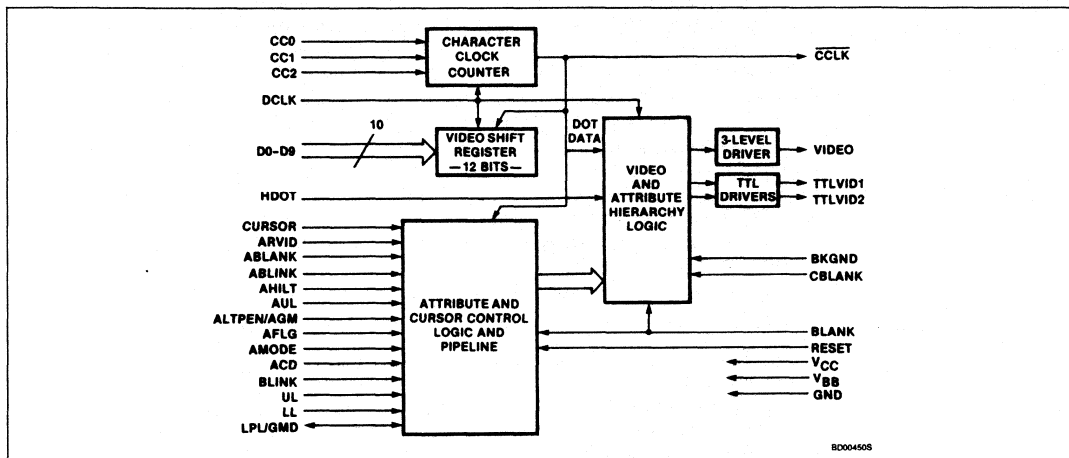 CC0
CC1
CC2
CHARACTER
CLOCK
COUNTER
C̅C̅L̅K̅
DCLK
10
D0-D9
VIDEO SHIFT
REGISTER
— 12 BITS —
DOT
DATA
HDOT
VIDEO
AND
ATTRIBUTE
HIERARCHY
LOGIC
3-LEVEL
DRIVER
VIDEO
TTL
DRIVERS
TTLVID1
TTLVID2
CURSOR
ARVID
ABLANK
ABLINK
AHILT
AUL
ALTPEN/AGM
AFLG
AMODE
ACD
BLINK
UL
LL
LPL/GMD
ATTRIBUTE AND
CURSOR CONTROL
LOGIC AND
PIPELINE
BKGND
CBLANK
BLANK
RESET
VCC
VBB
GND
BD00450S